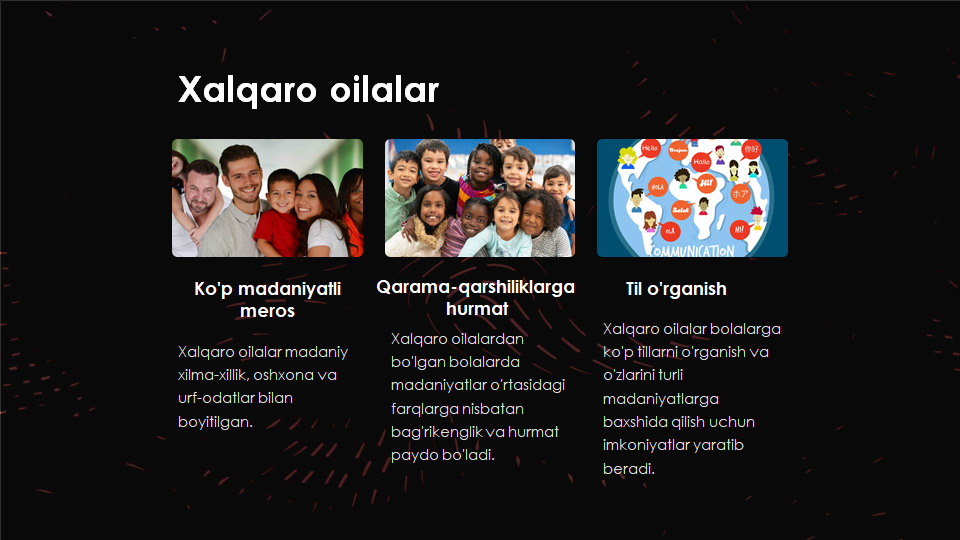 Xalqaro oilalar
Hello
Bonjour
你好
Hallo
HOLA
Hi!
ホア
Salut
OLA
Hi!
COMMUNICATION
Ko'p madaniyatli
meros
Xalqaro oilalar madaniy
xilma-xillik, oshxona va
urf-odatlar bilan
boyitilgan.
Qarama-qarshiliklarga
hurmat
Xalqaro oilalardan
bo'lgan bolalarda
madaniyatlar o'rtasidagi
farqlarga nisbatan
bag'rikenglik va hurmat
paydo bo'ladi.
Til o'rganish
Xalqaro oilalar bolalarga
ko'p tillarni o'rganish va
o'zlarini turli
madaniyatlarga
baxshida qilish uchun
imkoniyatlar yaratib
beradi.